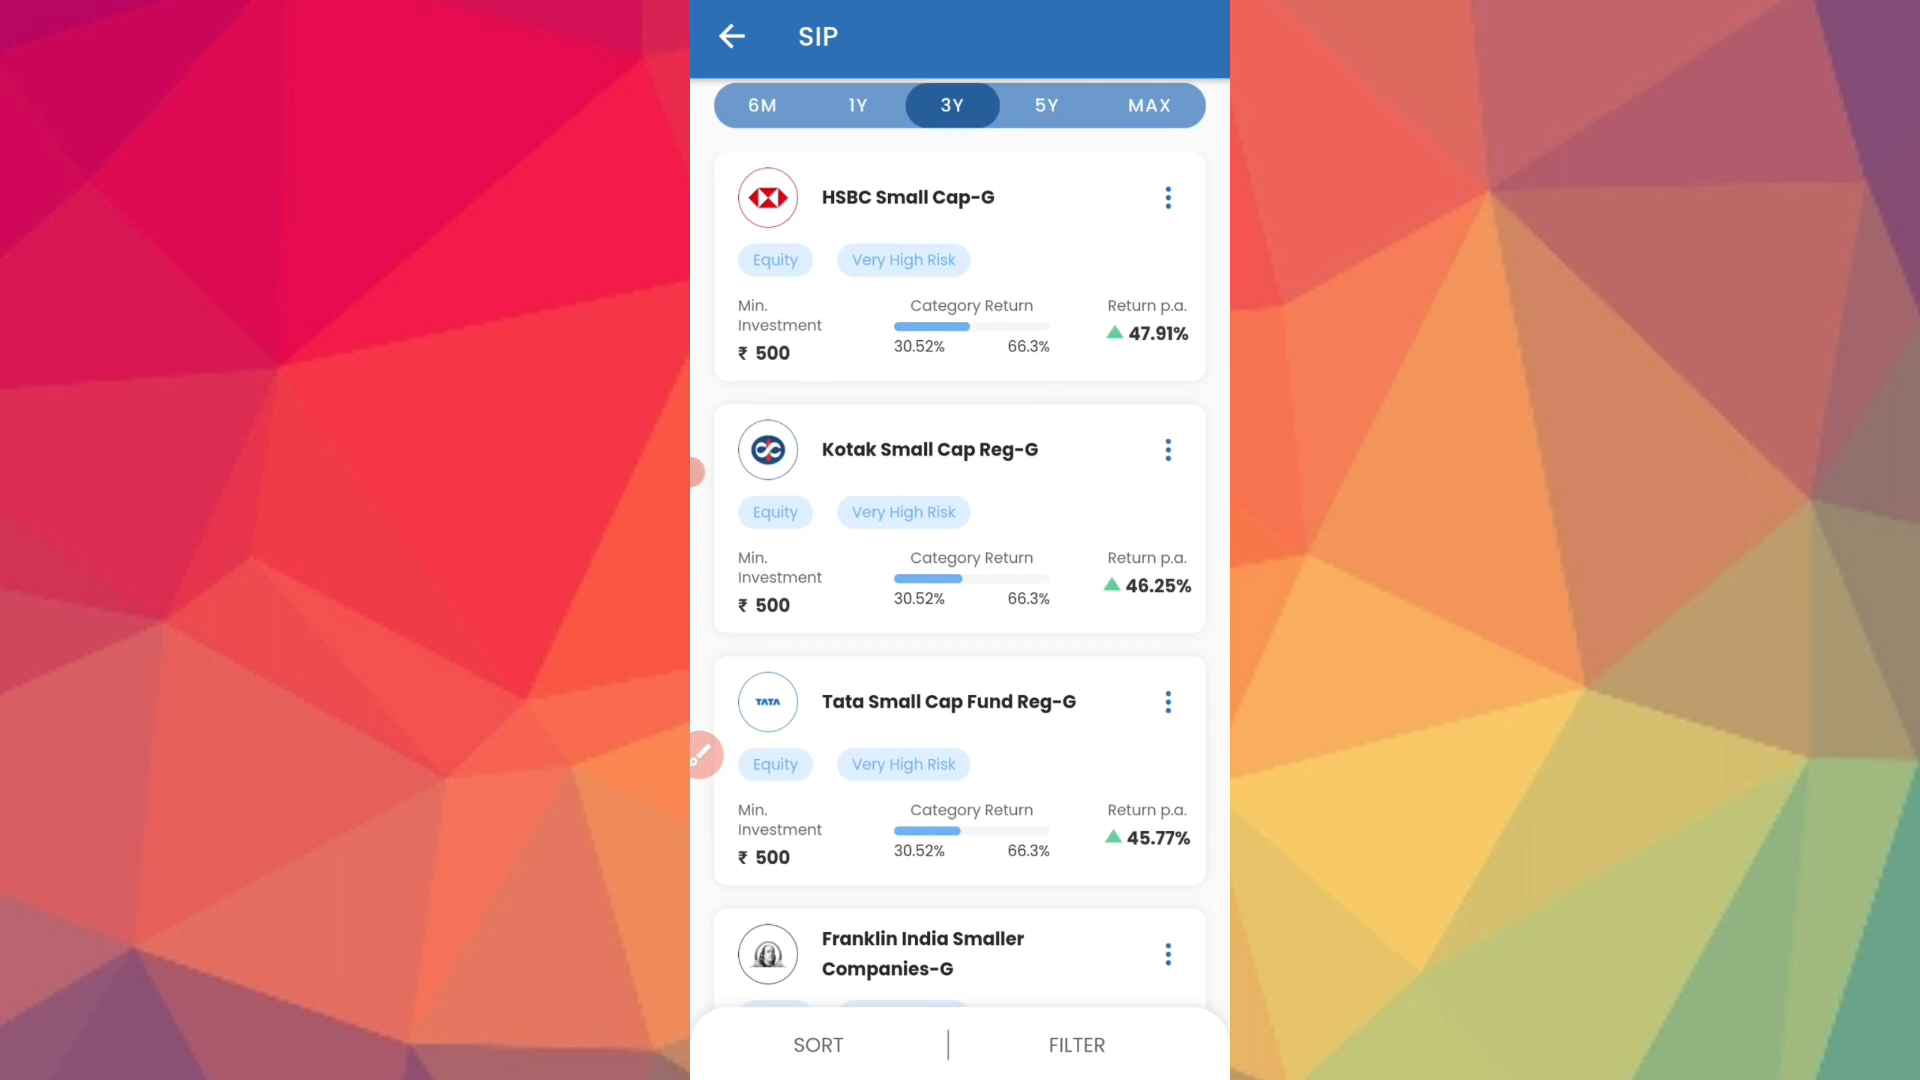 SIP
6M 1Y 3Y 5Y MAX
HSBC Small Cap-G
Equity Very High Risk
Min. Investment
Category Return
Return p.a.
₹ 500
30.52% 66.3%
47.91%
Kotak Small Cap Reg-G
Equity Very High Risk
Min. Investment
Category Return
Return p.a.
₹ 500
30.52% 66.3%
46.25%
TATA
Tata Small Cap Fund Reg-G
Equity Very High Risk
Min. Investment
Category Return
Return p.a.
₹ 500
30.52% 66.3%
45.77%
Franklin India Smaller
Companies-G
SORT FILTER